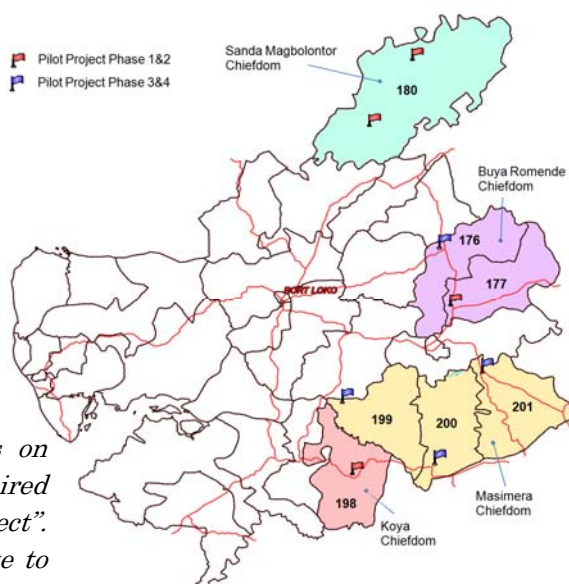 Sanda Magbolontor
Chiefdom
Pilot Project Phase 1&2
Pilot Project Phase 3&4
180
Buya Romende
Chiefdom
176
177
PORT LOKO
199
200
201
198
Koya
Chiefdom
Masimera
Chiefdom
s on
ired
ect”.
e to